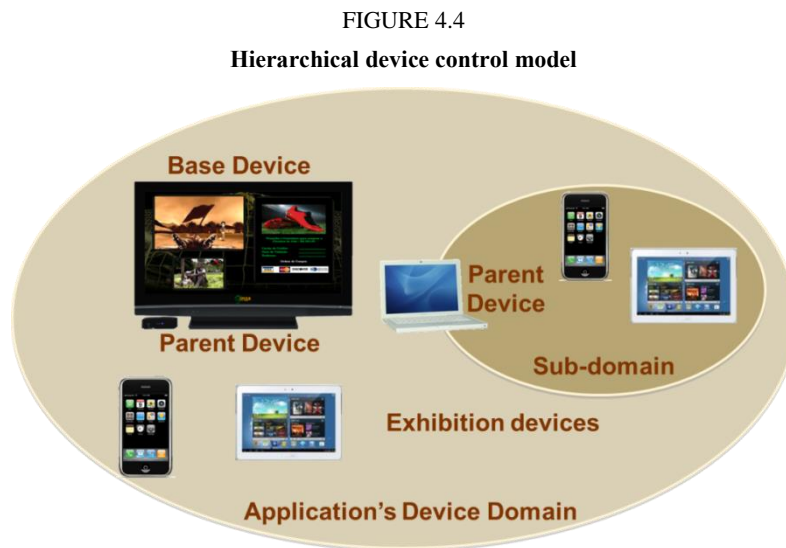 FIGURE 4.4
Hierarchical device control model
Base Device
Parent Device
Parent
Device
Sub-domain
Exhibition devices
Application's Device Domain